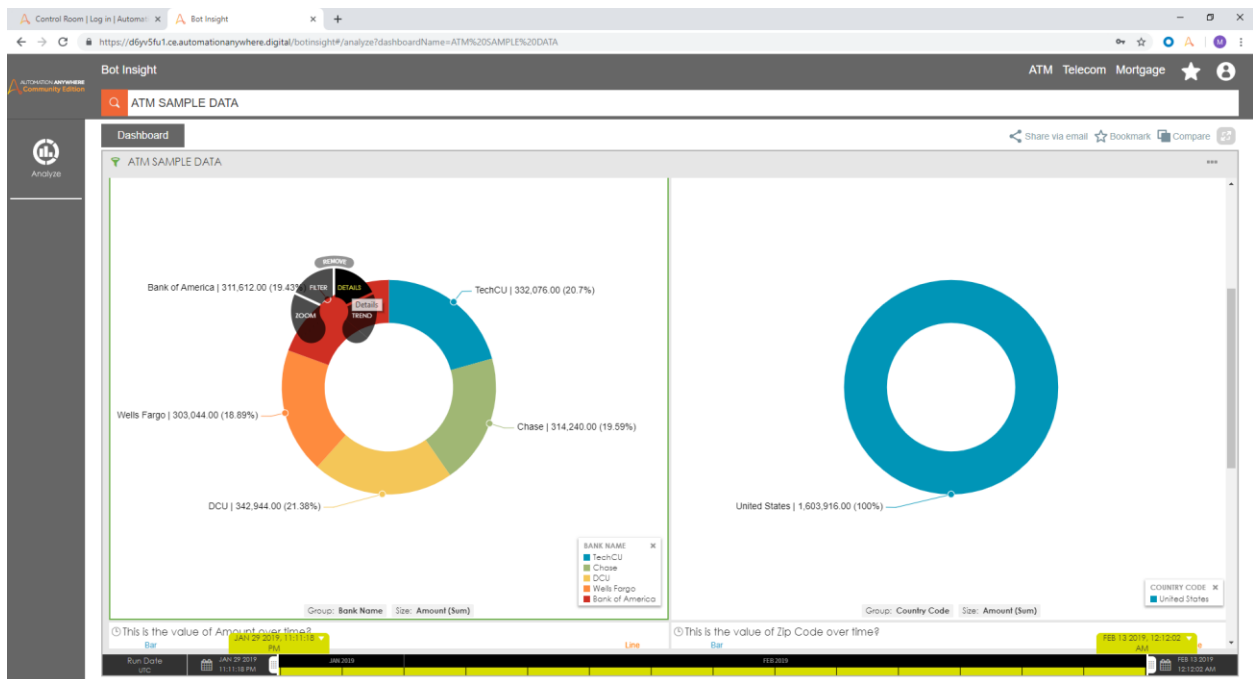 Control Room | Log in | Automat
Bot Insight
https://d6yv5fu1.ce.automationanywhere.digital/botinsight#/analyze?dashboardName=ATM%20SAMPLE%20DATA
M
AUTOMATION ANYWHERE
Community Edition
Bot Insight
ATM Telecom Mortgage
ATM SAMPLE DATA
Analyze
Dashboard
Share via email Bookmark Compare
ATM SAMPLE DATA
REMOVE
FILTER DETAILS
ZOOM TREND
Details
Bank of America | 311,612.00 (19.43%
TechCU | 332,076.00 (20.7%)
Wells Fargo | 303,044.00 (18.89%)
Chase | 314,240.00 (19.59%)
DCU | 342,944.00 (21.38%)
BANK NAME
TechCU
Chase
DCU
Wells Fargo
Bank of America
Group: Bank Name Size: Amount (Sum)
United States | 1,603,916.00 (100%)
COUNTRY CODE
United States
Group: Country Code Size: Amount (Sum)
This is the value of Amount over time?
Bar Line
This is the value of Zip Code over time?
Bar
JAN 29 2019, 11:11:18 PM
FEB 13 2019, 12:12:02 AM
Run Date
UTC
JAN 29 2019
11:11:18 PM
JAN 2019
FEB 2019
FEB 13 2019
12:12:02 AM